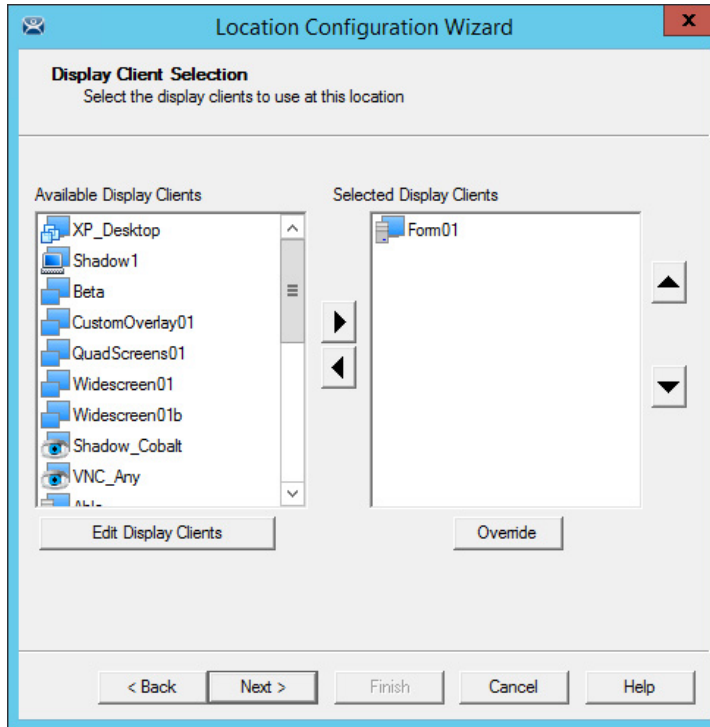 Location Configuration Wizard
x
Display Client Selection
Select the display clients to use at this location
Available Display Clients
Selected Display Clients
XP_Desktop
Form01
Shadow1
Beta
CustomOverlay01
QuadScreens01
Widescreen01
Widescreen01b
Shadow_Cobalt
VNC_Any
Edit Display Clients
Override
< Back
Next >
Finish
Cancel
Help